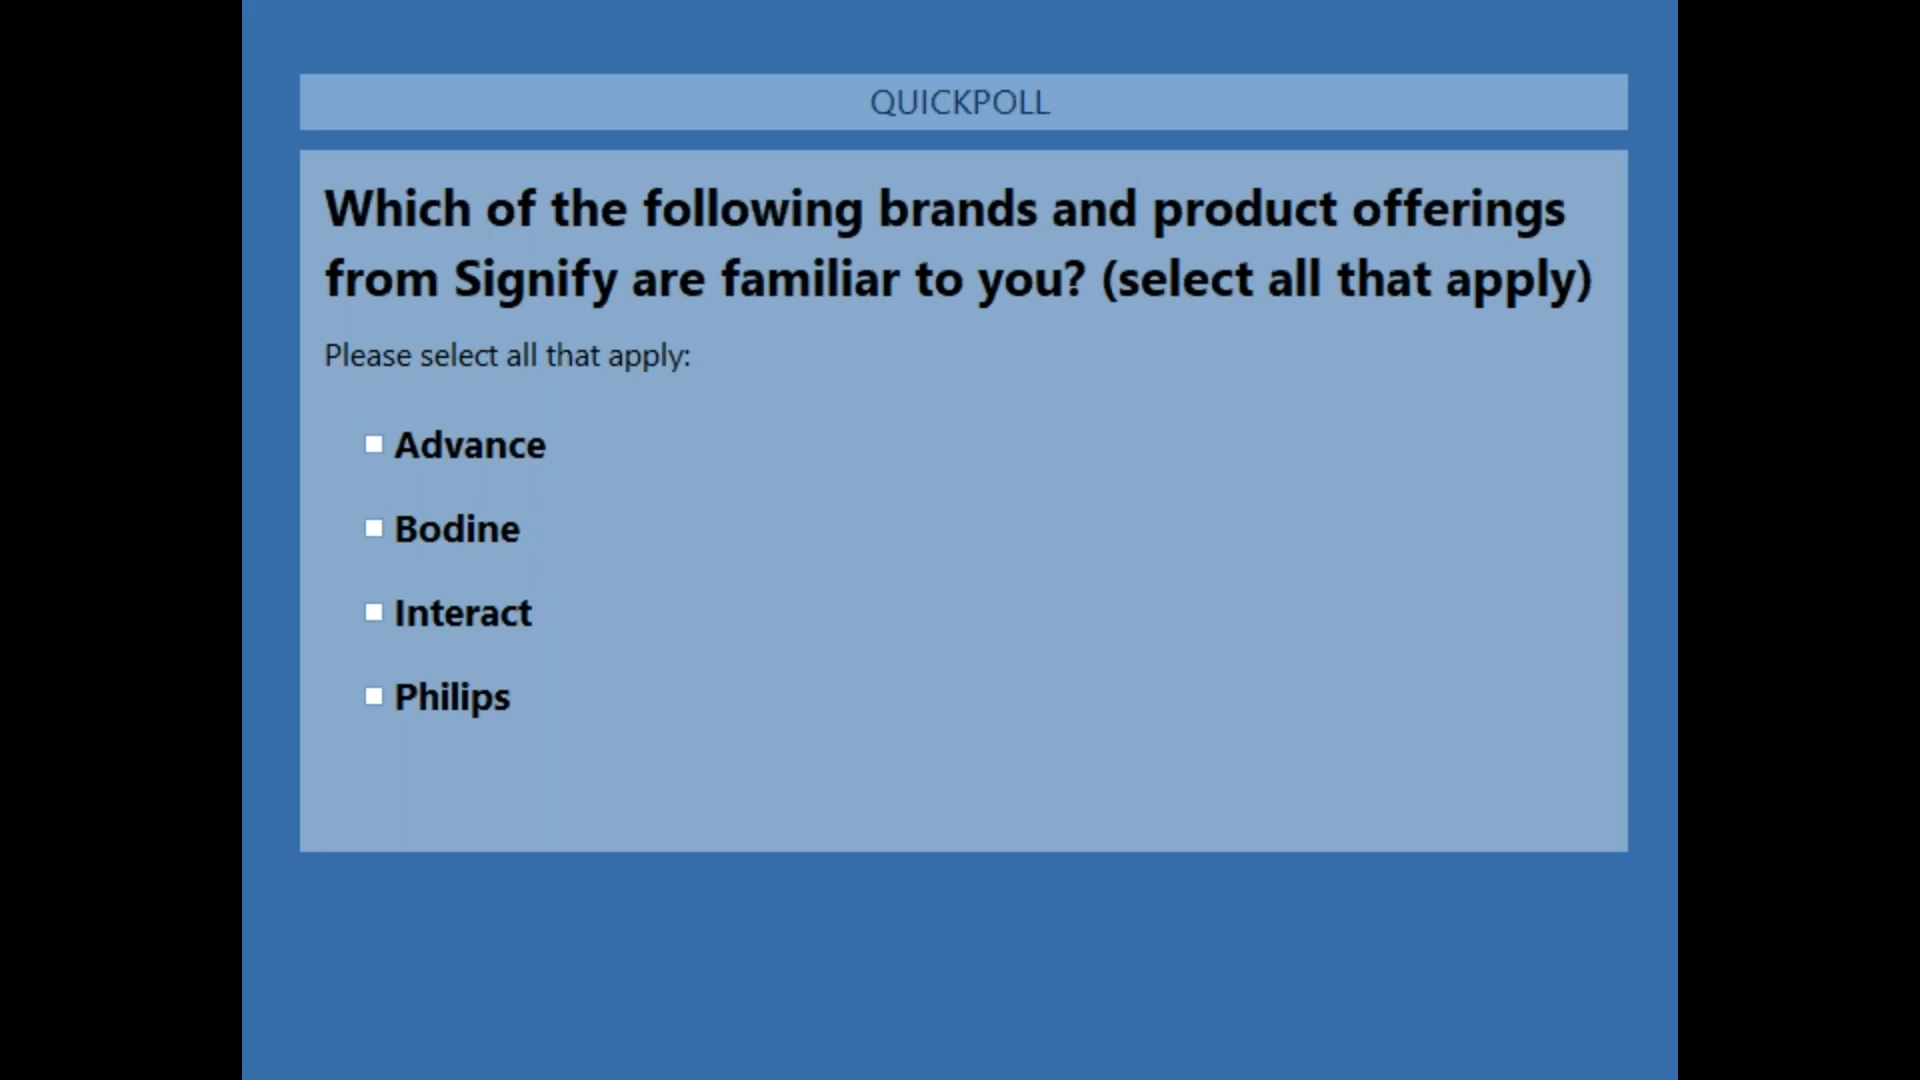 QUICKPOLL
Which of the following brands and product offerings
from Signify are familiar to you? (select all that apply)
Please select all that apply:
Advance
Bodine
Interact
Philips